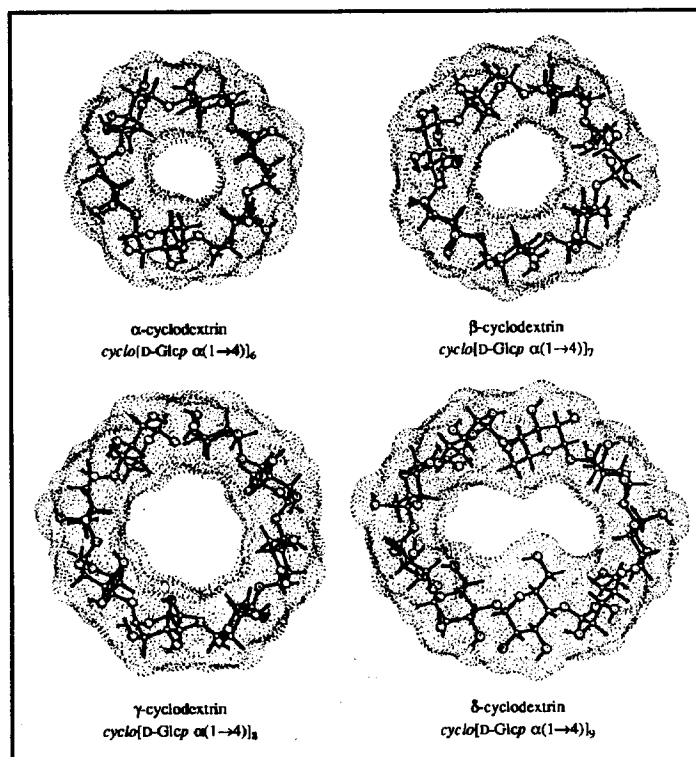 α-cyclodextrin
cyclo[D-Glcp α(1→4)]₆
β-cyclodextrin
cyclo[D-Glcp α(1→4)]₇
γ-cyclodextrin
cyclo[D-Glcp α(1→4)]₈
δ-cyclodextrin
cyclo[D-Glcp α(1→4)]₉